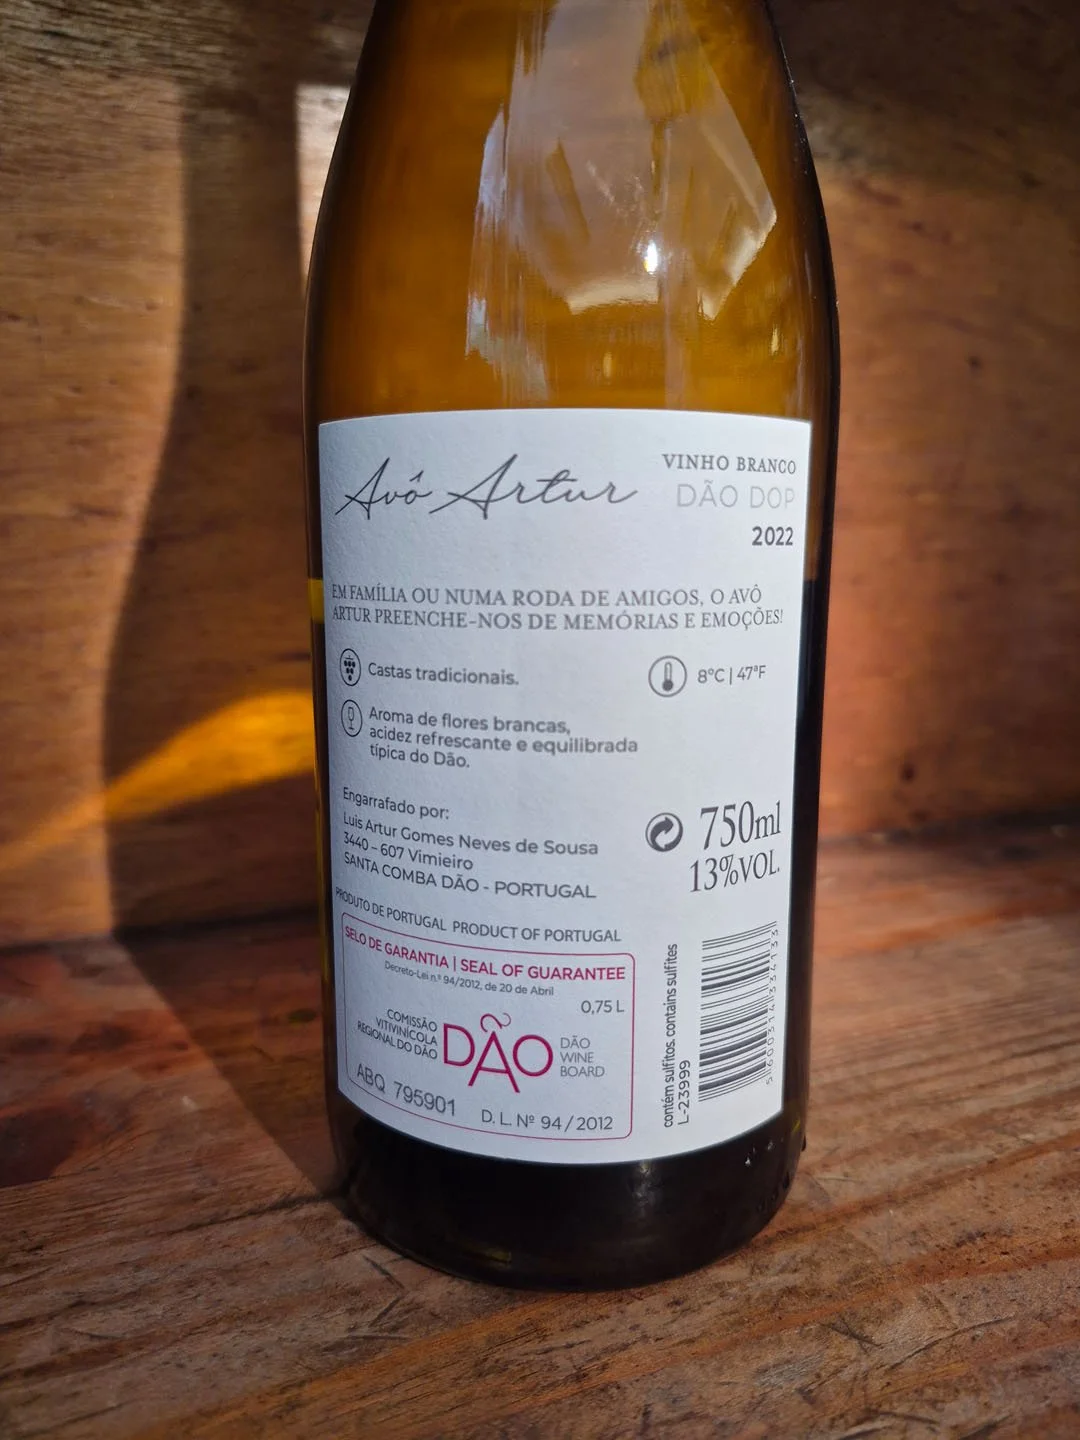 Avô Artur
VINHO BRANCO
DÃO DOP
2022
EM FAMÍLIA OU NUMA RODA DE AMIGOS, O AVÔ
ARTUR PREENCHE-NOS DE MEMÓRIAS E EMOÇÕES!
Castas tradicionais.
8ºC | 47ªF
Aroma de flores brancas,
acidez refrescante e equilibrada
típica do Dão.
Engarrafado por:
Luis Artur Gomes Neves de Sousa
3440 - 607 Vimieiro
SANTA COMBA DÃO - PORTUGAL
750ml
13%VOL.
PRODUTO DE PORTUGAL PRODUCT OF PORTUGAL
SELO DE GARANTIA | SEAL OF GUARANTEE
Decreto-Lei n.º 94/2012, de 20 de Abril
0,75 L
COMISSÃO
VITIVINÍCOLA
REGIONAL DO DÃO
DÃO
DÃO
WINE
BOARD
ABQ 795901
D. L. Nº 94 / 2012
contém sulfitos. contains sulfites
L-23999
5600314334133